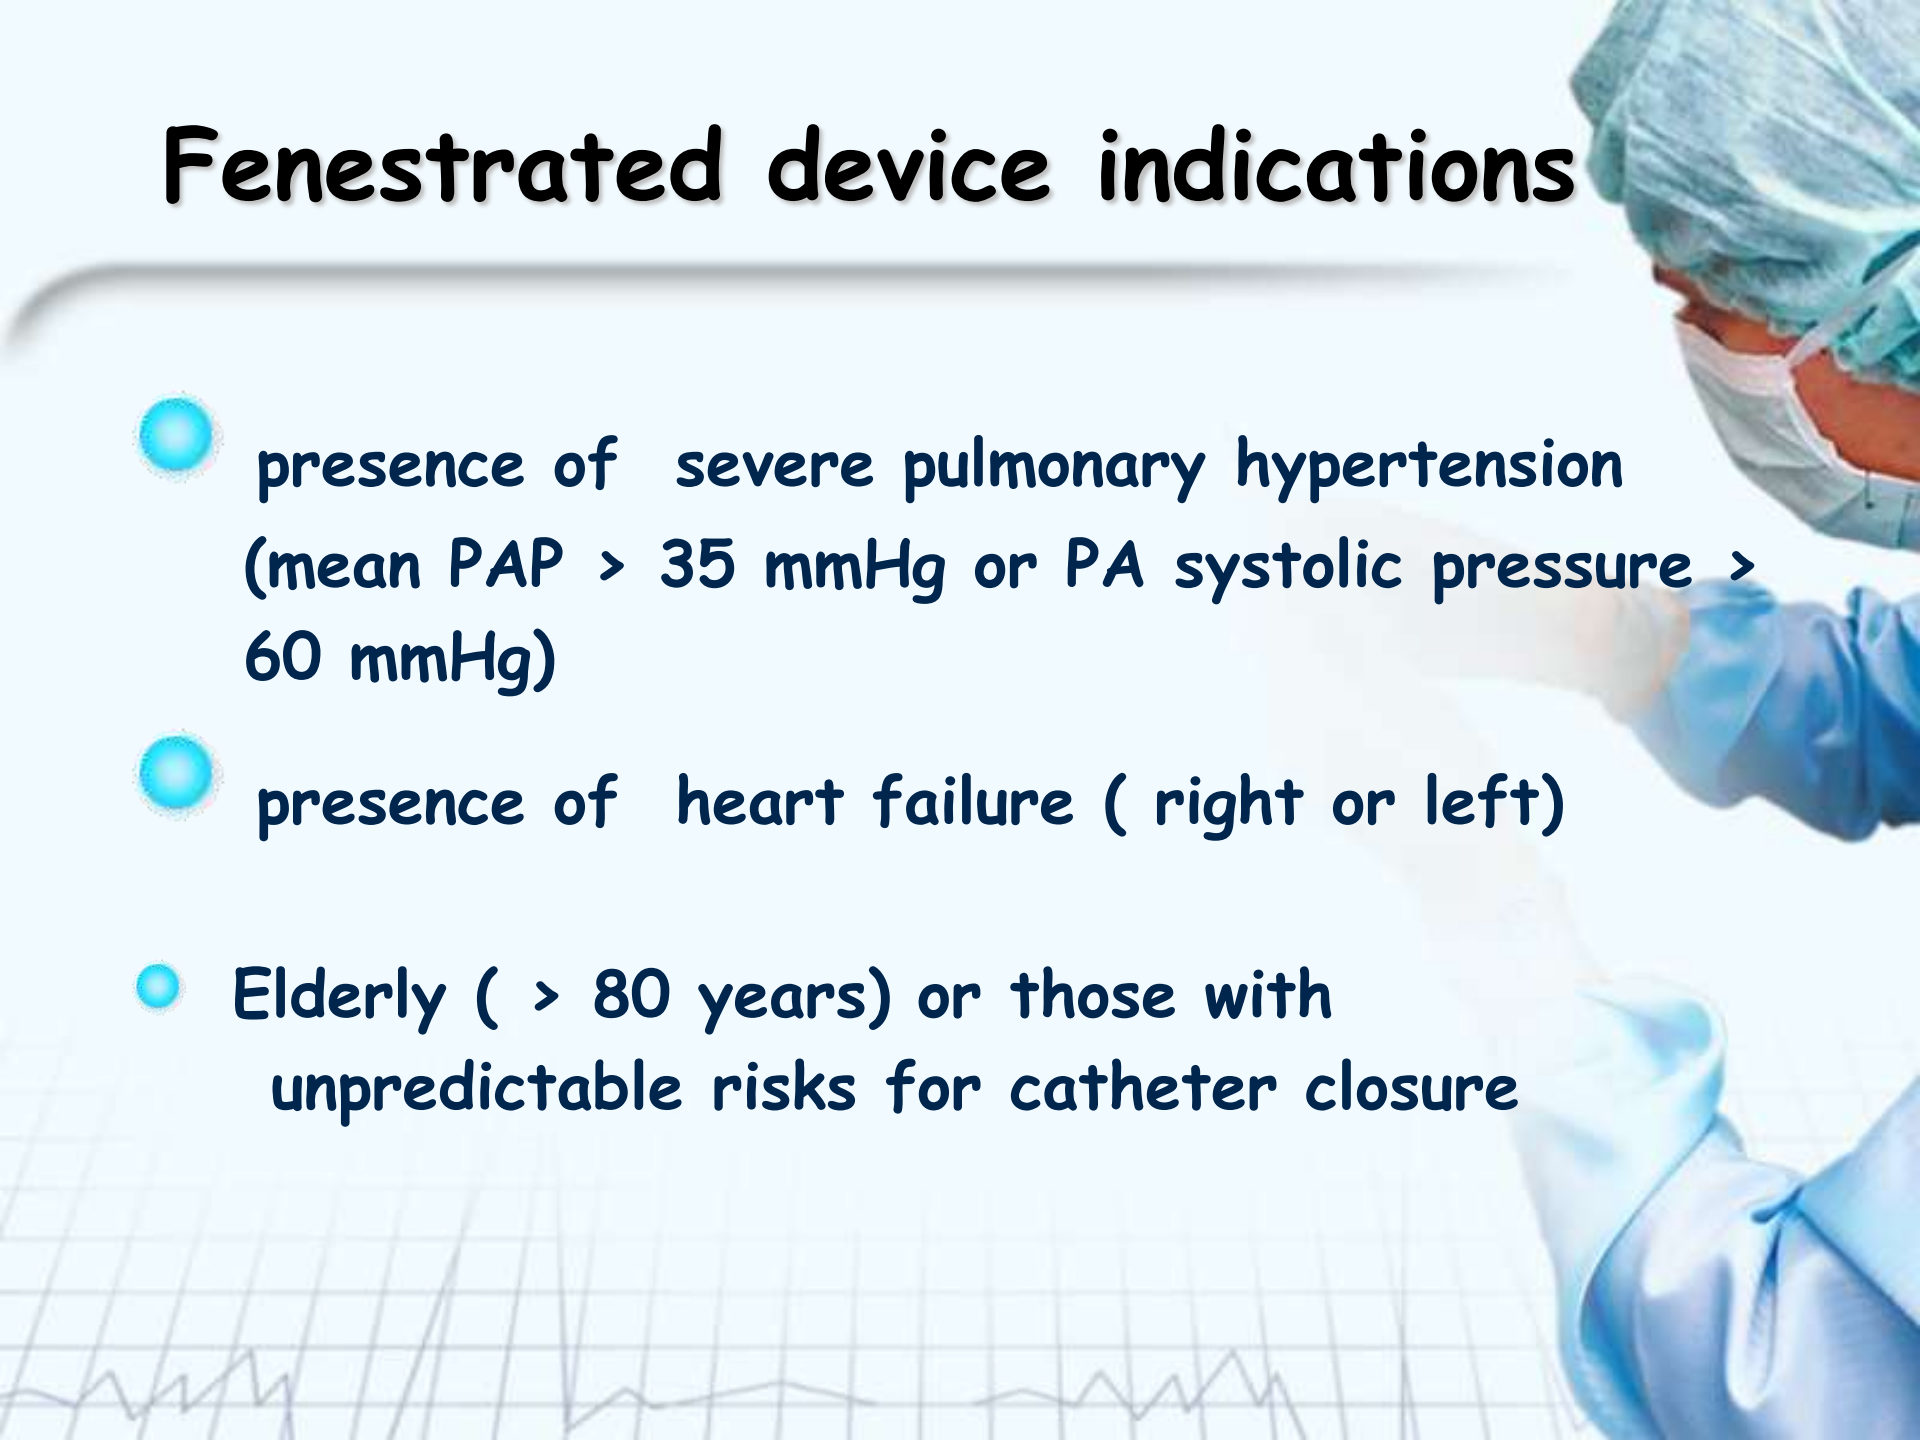 Fenestrated device indications
presence of severe pulmonary hypertension
(mean PAP > 35 mmHg or PA systolic pressure >
60 mmHg)
presence of heart failure ( right or left)
Elderly ( > 80 years) or those with
unpredictable risks for catheter closure